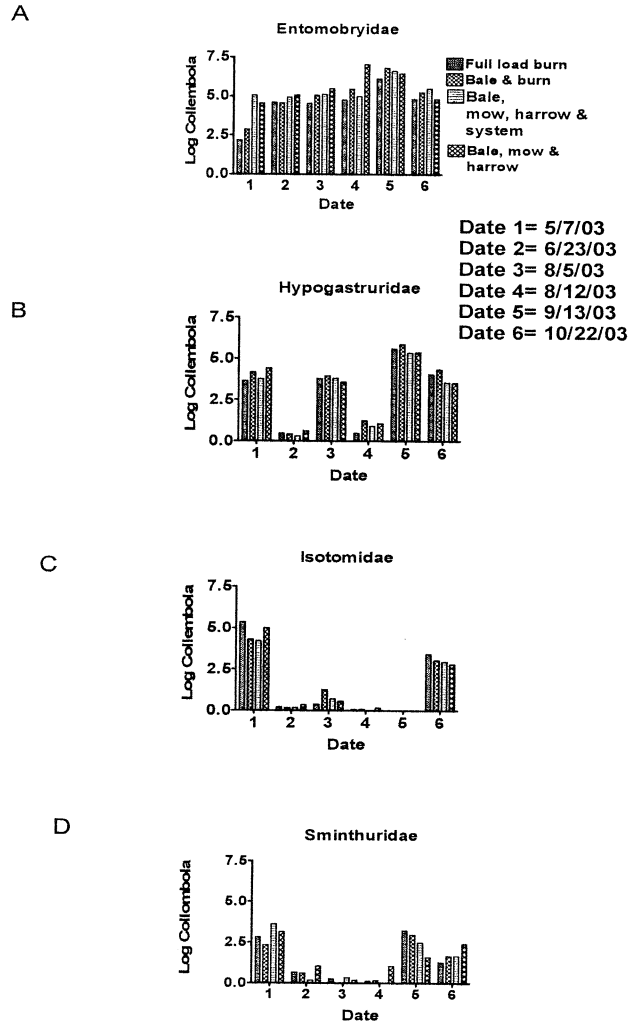 A
Entomobryidae
Log Collembola
7.5
5.0
2.5
0.0
1 2 3 4 5 6
Date
Full load burn
Bale & burn
Bale,
mow, harrow &
system
Bale, mow &
harrow
Date 1= 5/7/03
Date 2= 6/23/03
Date 3= 8/5/03
Date 4= 8/12/03
Date 5= 9/13/03
Date 6= 10/22/03
B
Hypogastruridae
Log Collembola
7.5
5.0
2.5
0.0
1 2 3 4 5 6
Date
C
Isotomidae
Log Collembola
7.5
5.0
2.5
0
1 2 3 4 5 6
Date
D
Sminthuridae
Log Collombola
7.5
5.0
2.5
0.0
1 2 3 4 5 6
Date